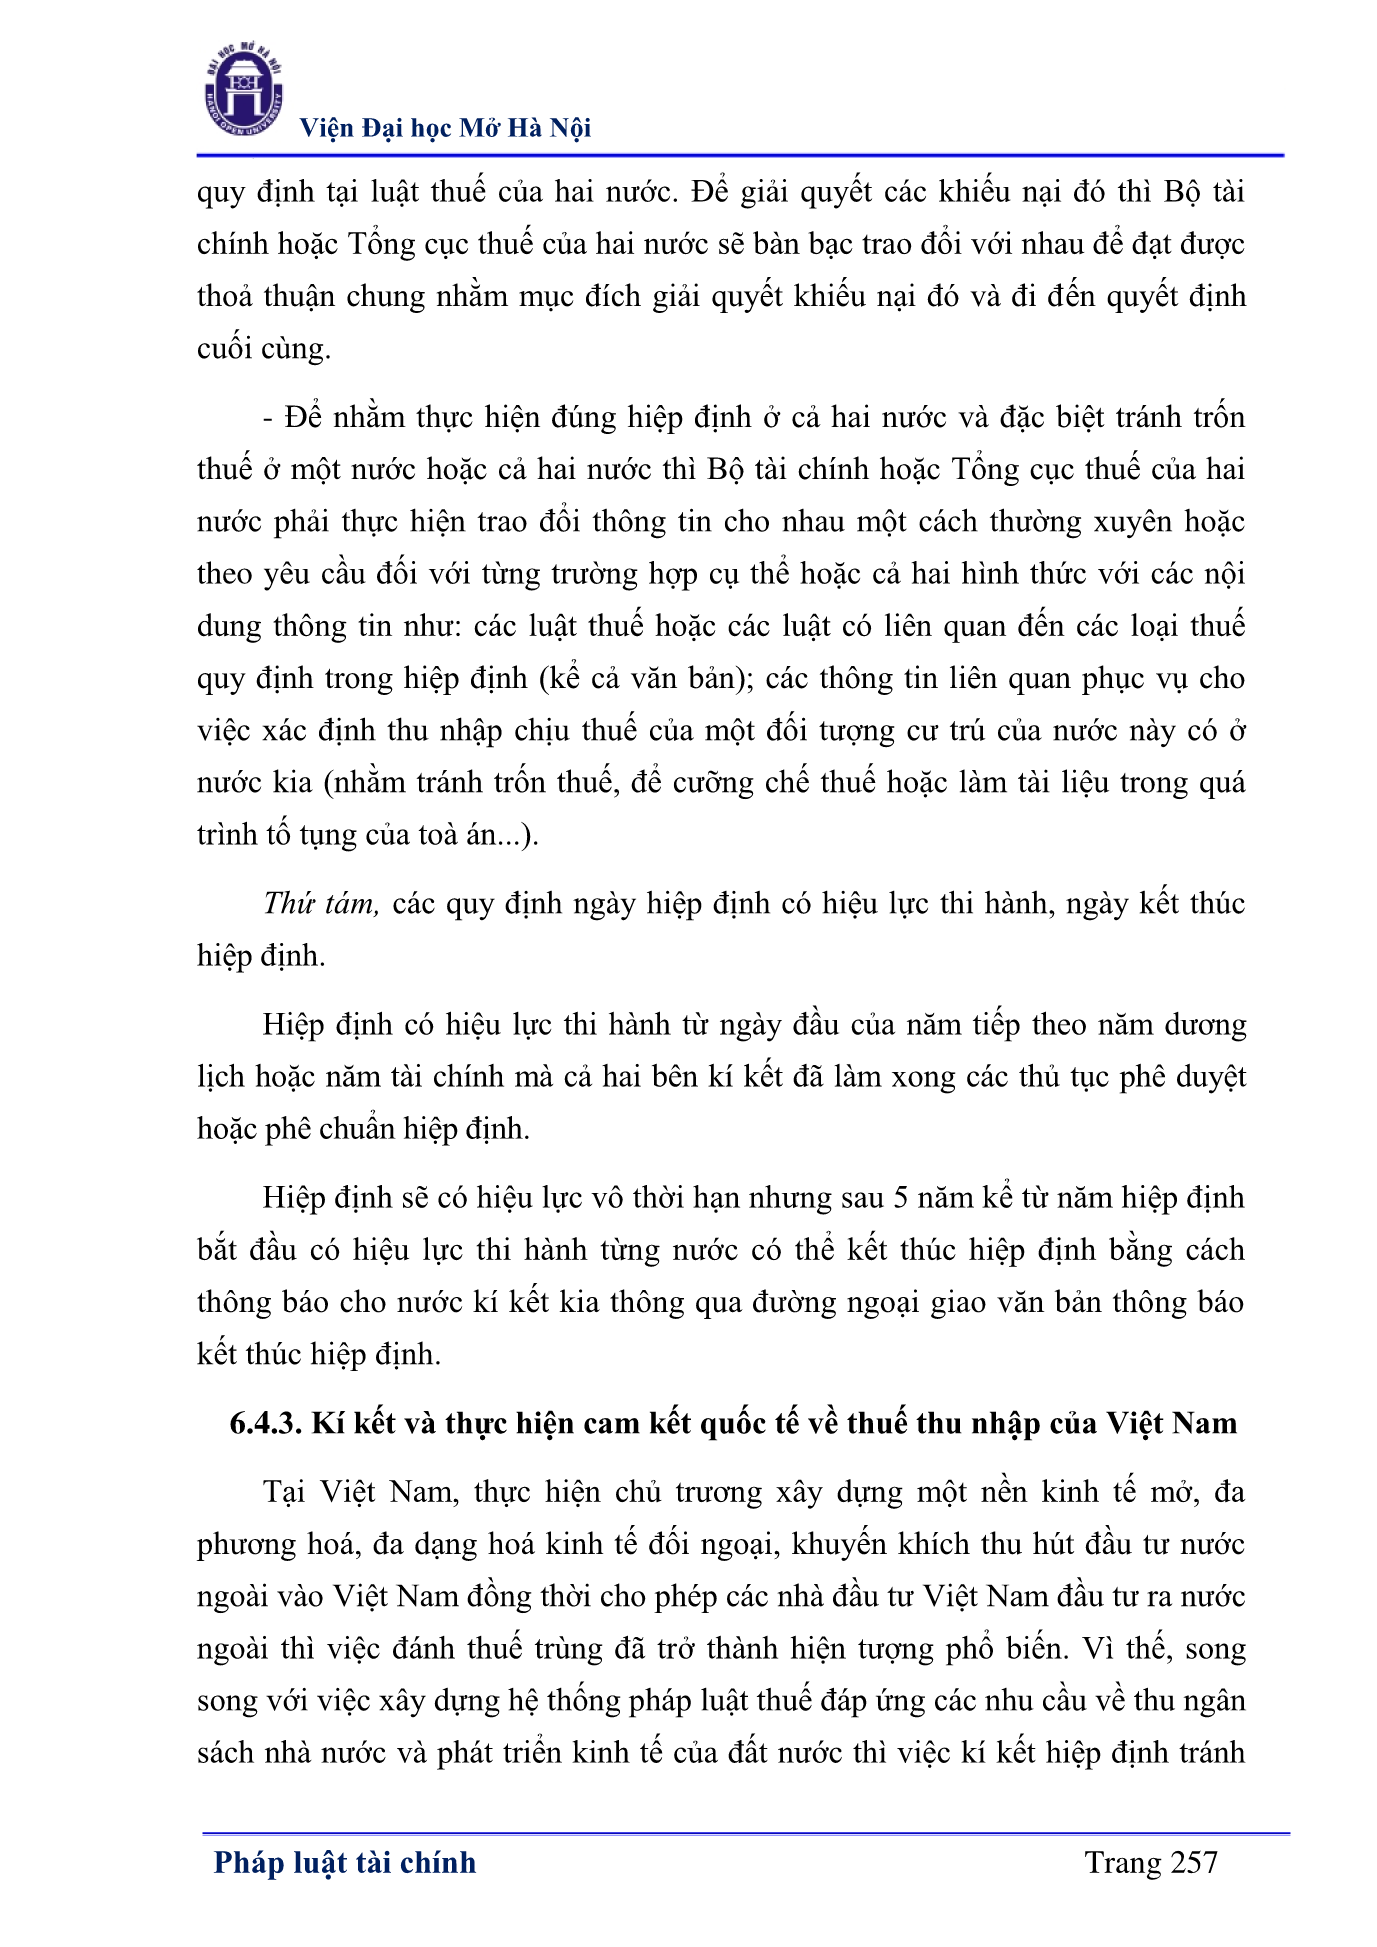 ĐẠI HỌC MỞ HÀ NỘI
HANOI OPEN UNIVERSITY
Viện Đại học Mở Hà Nội
quy định tại luật thuế của hai nước. Để giải quyết các khiếu nại đó thì Bộ tài
chính hoặc Tổng cục thuế của hai nước sẽ bàn bạc trao đổi với nhau để đạt được
thoả thuận chung nhằm mục đích giải quyết khiếu nại đó và đi đến quyết định
cuối cùng.
- Để nhằm thực hiện đúng hiệp định ở cả hai nước và đặc biệt tránh trốn
thuế ở một nước hoặc cả hai nước thì Bộ tài chính hoặc Tổng cục thuế của hai
nước phải thực hiện trao đổi thông tin cho nhau một cách thường xuyên hoặc
theo yêu cầu đối với từng trường hợp cụ thể hoặc cả hai hình thức với các nội
dung thông tin như: các luật thuế hoặc các luật có liên quan đến các loại thuế
quy định trong hiệp định (kể cả văn bản); các thông tin liên quan phục vụ cho
việc xác định thu nhập chịu thuế của một đối tượng cư trú của nước này có ở
nước kia (nhằm tránh trốn thuế, để cưỡng chế thuế hoặc làm tài liệu trong quá
trình tố tụng của toà án...).
Thứ tám, các quy định ngày hiệp định có hiệu lực thi hành, ngày kết thúc
hiệp định.
Hiệp định có hiệu lực thi hành từ ngày đầu của năm tiếp theo năm dương
lịch hoặc năm tài chính mà cả hai bên kí kết đã làm xong các thủ tục phê duyệt
hoặc phê chuẩn hiệp định.
Hiệp định sẽ có hiệu lực vô thời hạn nhưng sau 5 năm kể từ năm hiệp định
bắt đầu có hiệu lực thi hành từng nước có thể kết thúc hiệp định bằng cách
thông báo cho nước kí kết kia thông qua đường ngoại giao văn bản thông báo
kết thúc hiệp định.
6.4.3. Kí kết và thực hiện cam kết quốc tế về thuế thu nhập của Việt Nam
Tại Việt Nam, thực hiện chủ trương xây dựng một nền kinh tế mở, đa
phương hoá, đa dạng hoá kinh tế đối ngoại, khuyến khích thu hút đầu tư nước
ngoài vào Việt Nam đồng thời cho phép các nhà đầu tư Việt Nam đầu tư ra nước
ngoài thì việc đánh thuế trùng đã trở thành hiện tượng phổ biến. Vì thế, song
song với việc xây dựng hệ thống pháp luật thuế đáp ứng các nhu cầu về thu ngân
sách nhà nước và phát triển kinh tế của đất nước thì việc kí kết hiệp định tránh
Pháp luật tài chính
Trang 257